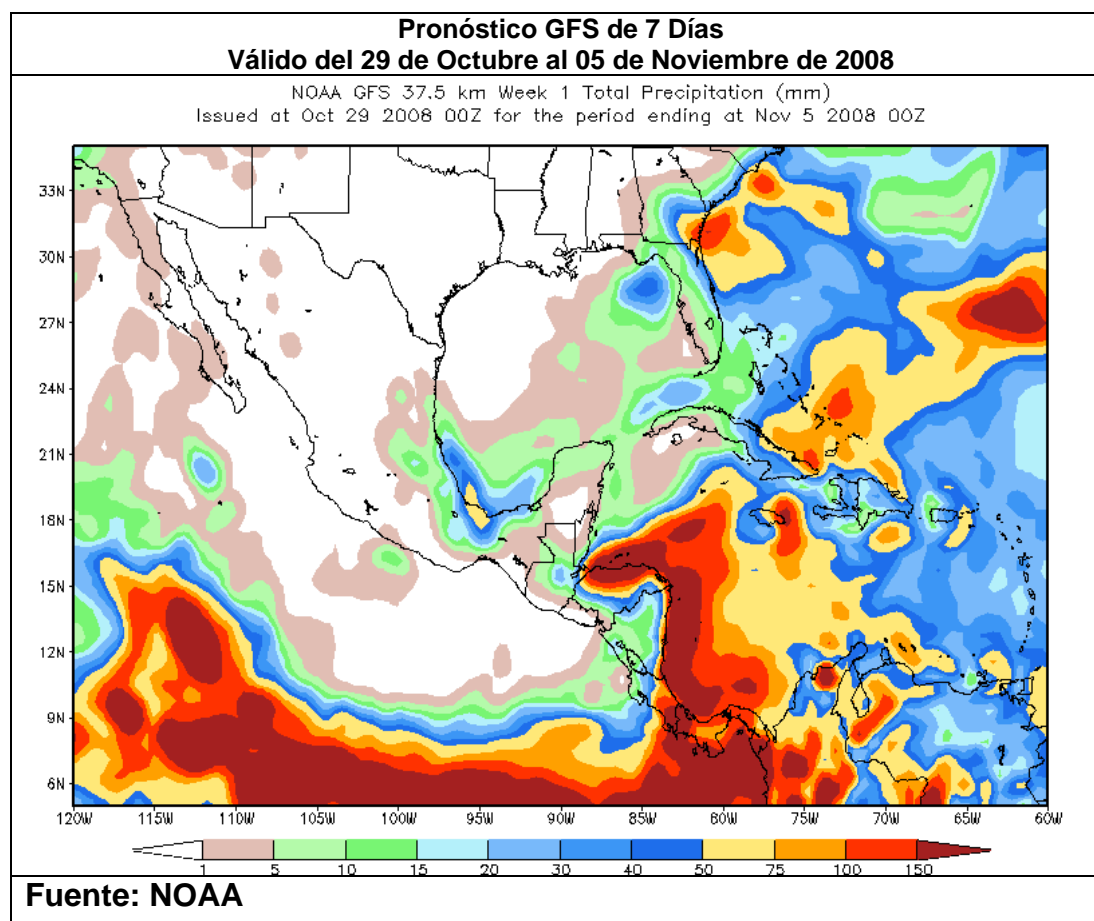 Pronóstico GFS de 7 Días
Válido del 29 de Octubre al 05 de Noviembre de 2008
NOAA GFS 37.5 km Week 1 Total Precipitation (mm)
Issued at Oct 29 2008 00Z for the period ending at Nov 5 2008 00Z
33N
30N
27N
24N
21N
18N
15N
12N
9N
6N
120W 115W 110W 105W 100W 95W 90W 85W 80W 75W 70W 65W 60W
1 5 10 15 20 30 40 50 75 100 150
Fuente: NOAA